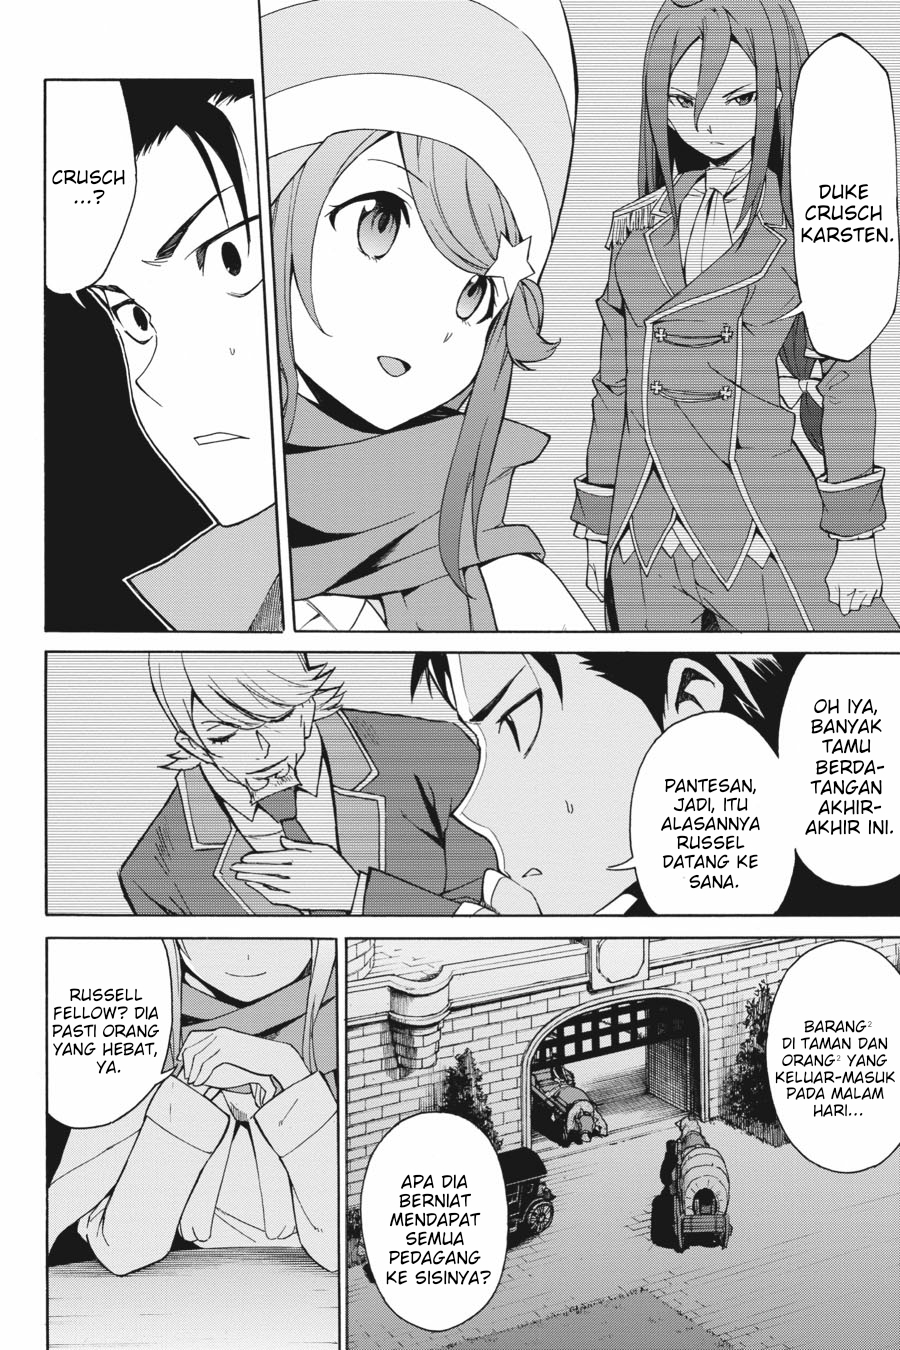 DUKE
CRUSCH
KARSTEN.
CRUSCH
...?
OH IYA,
BANYAK
TAMU
BERDA-
TANGAN
AKHIR-
AKHIR INI.
PANTESAN,
JADI, ITU
ALASANNYA
RUSSEL
DATANG KE
SANA.
BARANG²
DI TAMAN DAN
ORANG² YANG
KELUAR-MASUK
PADA MALAM
HARI...
APA DIA
BERNIAT
MENDAPAT
SEMUA
PEDAGANG
KE SISINYA?
RUSSELL
FELLOW? DIA
PASTI ORANG
YANG HEBAT,
YA.